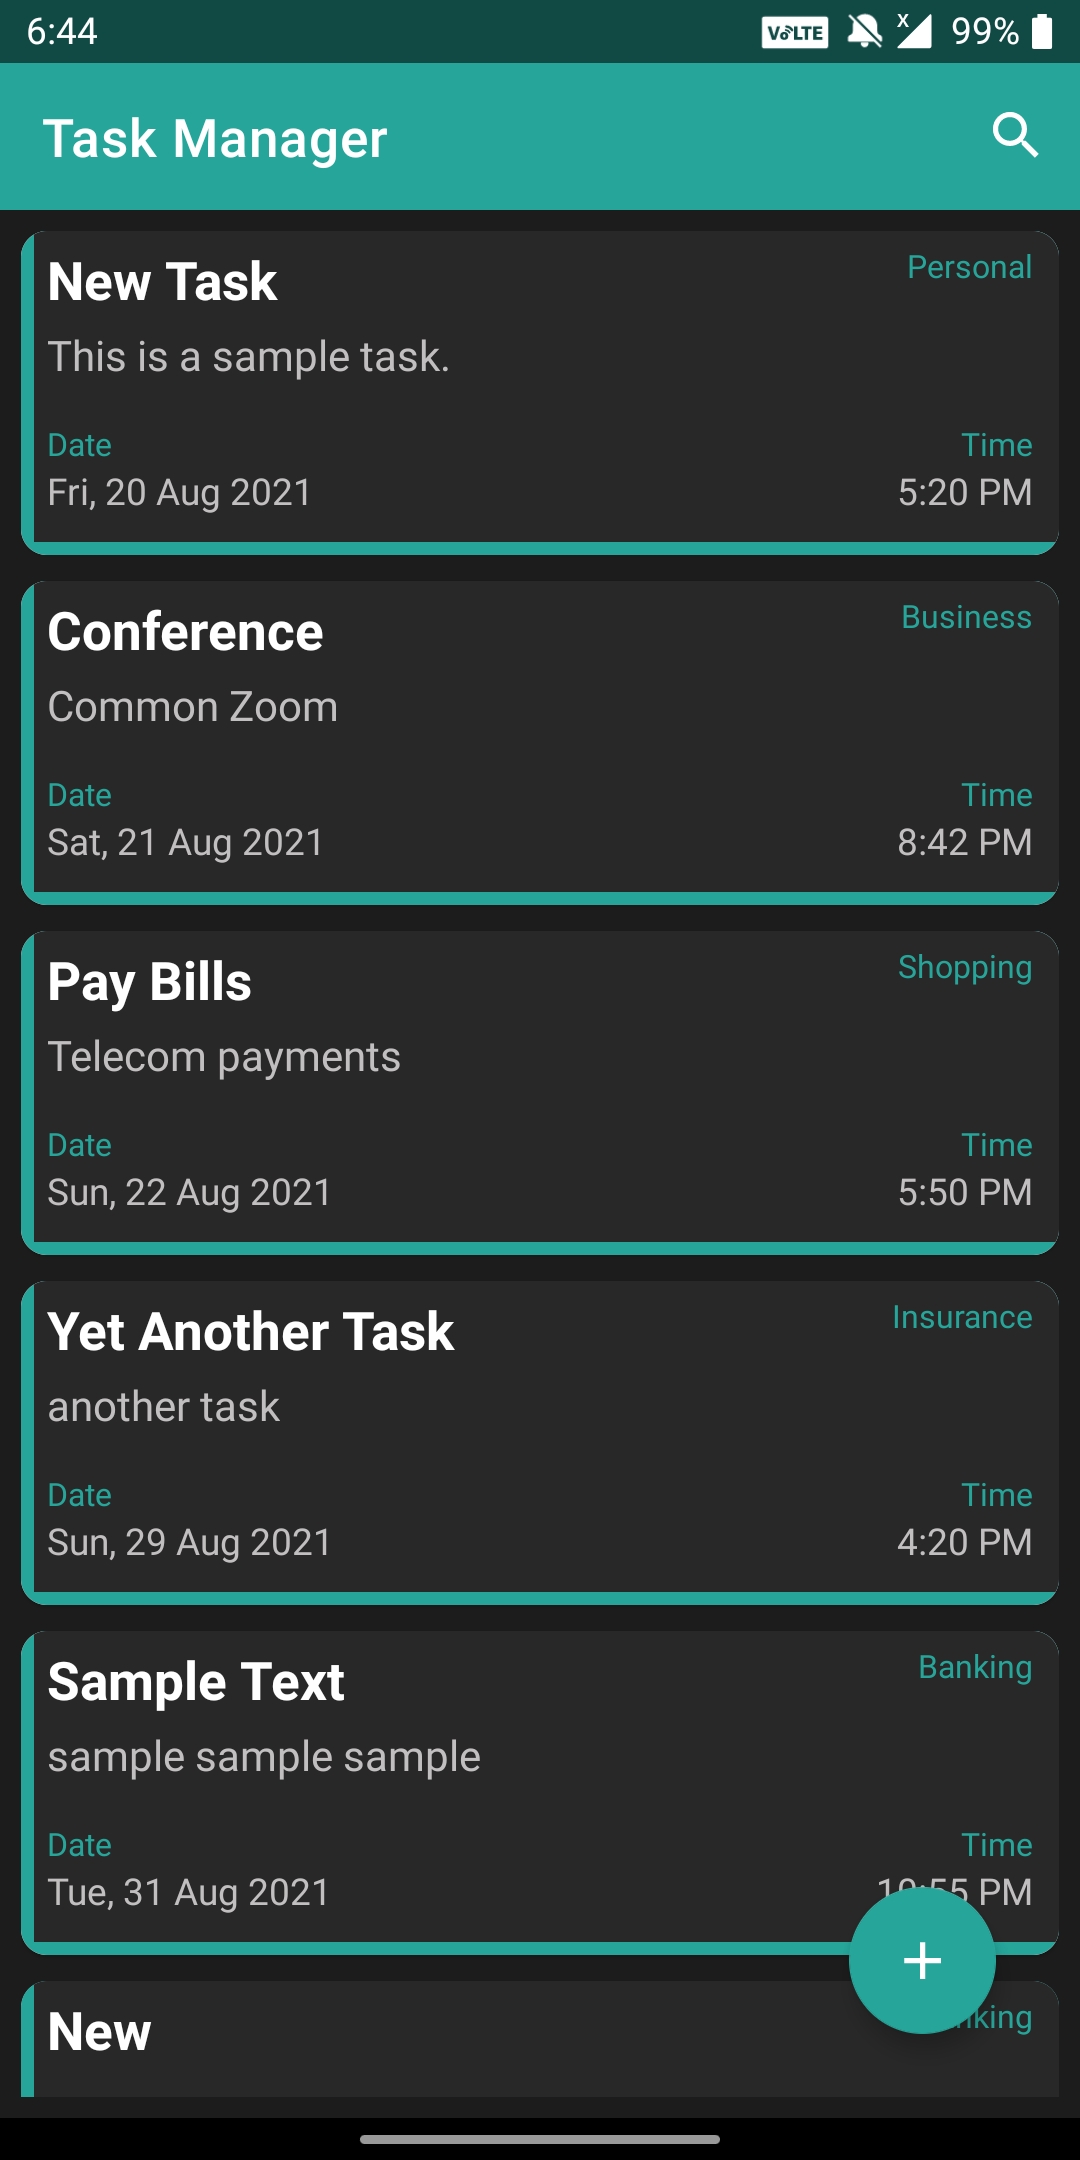 6:44 VoLTE x 99%
Task Manager
New Task Personal
This is a sample task.
Date Time
Fri, 20 Aug 2021 5:20 PM
Conference Business
Common Zoom
Date Time
Sat, 21 Aug 2021 8:42 PM
Pay Bills Shopping
Telecom payments
Date Time
Sun, 22 Aug 2021 5:50 PM
Yet Another Task Insurance
another task
Date Time
Sun, 29 Aug 2021 4:20 PM
Sample Text Banking
sample sample sample
Date Time
Tue, 31 Aug 2021 PM
New